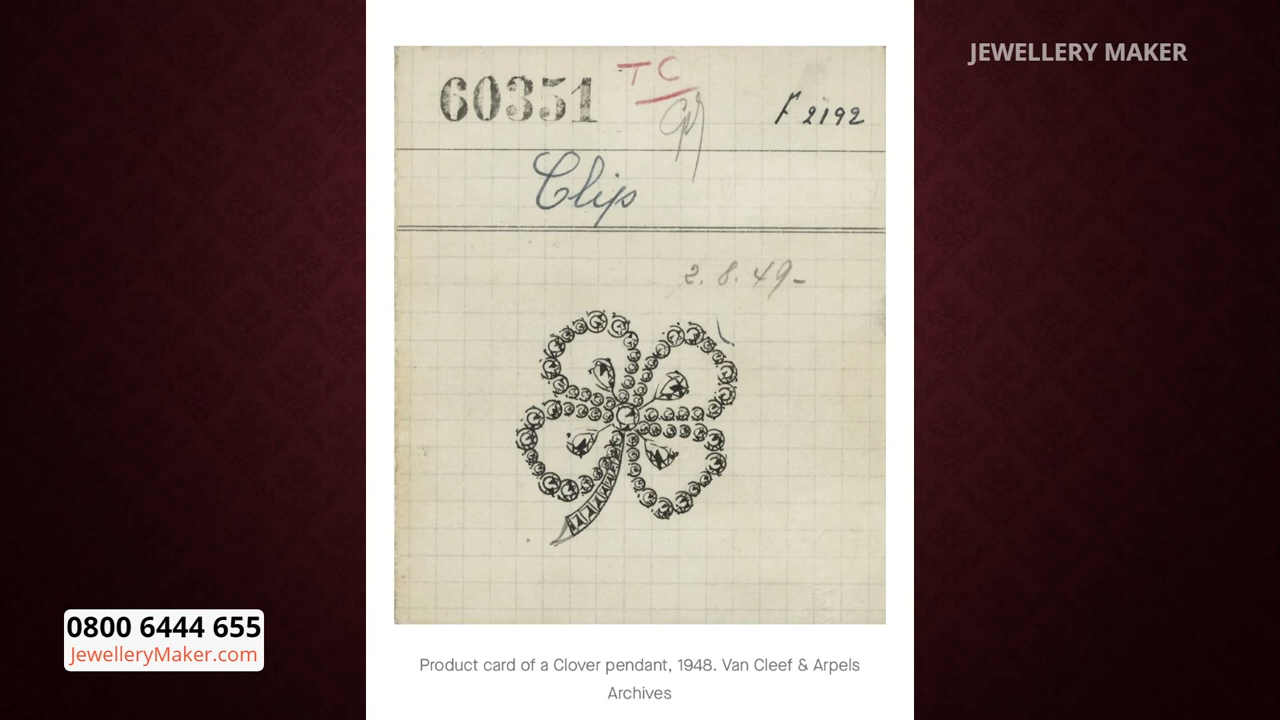 JEWELLERY MAKER
60351 TC
F 2192
Clip
2.8.49-
Product card of a Clover pendant, 1948. Van Cleef & Arpels
Archives
0800 6444 655
JewelleryMaker.com